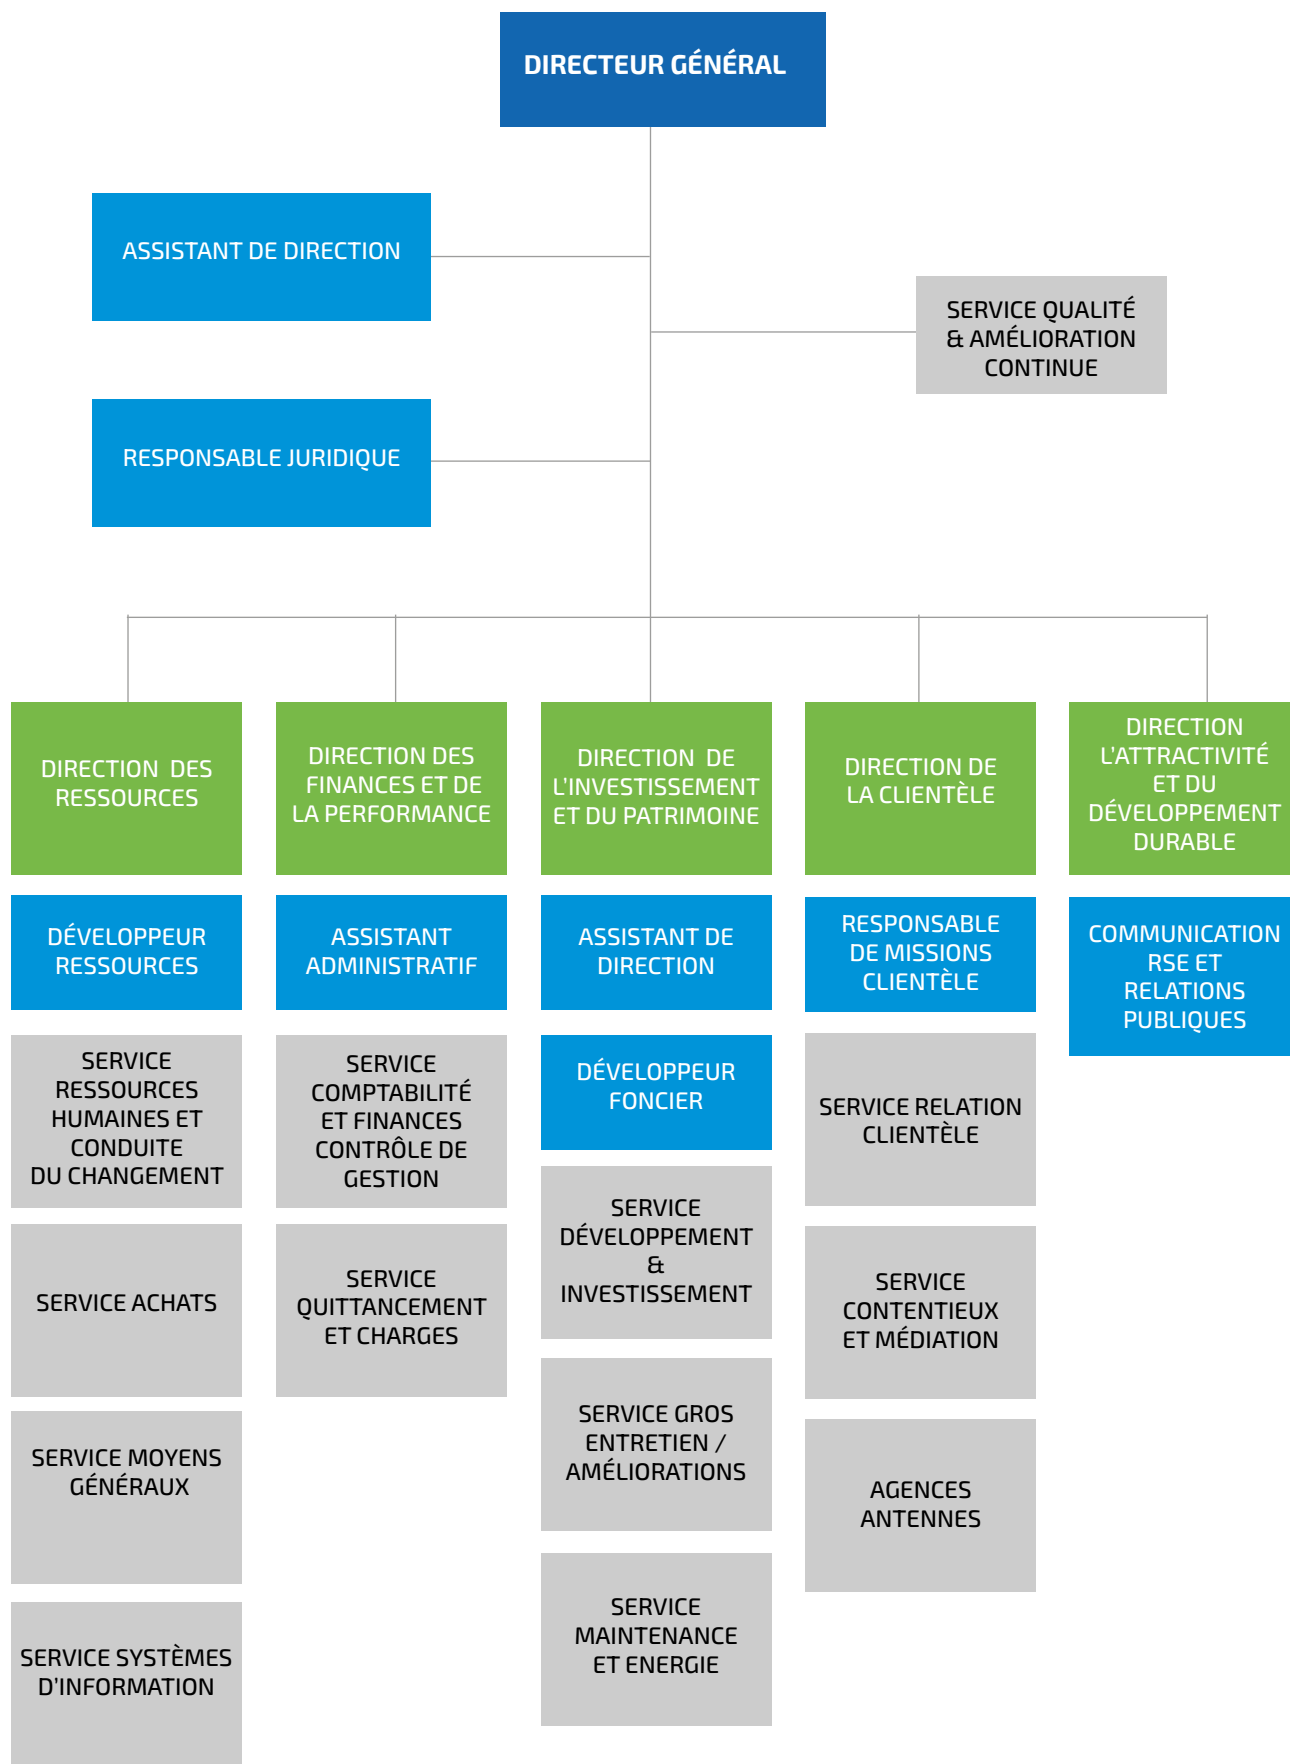 DIRECTEUR GÉNÉRAL
ASSISTANT DE DIRECTION
SERVICE QUALITÉ
& AMÉLIORATION
CONTINUE
RESPONSABLE JURIDIQUE
DIRECTION DES
RESSOURCES
DIRECTION DES
FINANCES ET DE
LA PERFORMANCE
DIRECTION DE
L'INVESTISSEMENT
ET DU PATRIMOINE
DIRECTION DE
LA CLIENTÈLE
DIRECTION
L'ATTRACTIVITÉ
ET DU
DÉVELOPPEMENT
DURABLE
DÉVELOPPEUR
RESSOURCES
ASSISTANT
ADMINISTRATIF
ASSISTANT DE
DIRECTION
RESPONSABLE
DE MISSIONS
CLIENTÈLE
COMMUNICATION
RSE ET
RELATIONS
PUBLIQUES
SERVICE
RESSOURCES
HUMAINES ET
CONDUITE
DU CHANGEMENT
SERVICE
COMPTABILITÉ
ET FINANCES
CONTRÔLE DE
GESTION
DÉVELOPPEUR
FONCIER
SERVICE RELATION
CLIENTÈLE
SERVICE
DÉVELOPPEMENT
&
INVESTISSEMENT
SERVICE ACHATS
SERVICE
QUITTANCEMENT
ET CHARGES
SERVICE
CONTENTIEUX
ET MÉDIATION
SERVICE GROS
ENTRETIEN /
AMÉLIORATIONS
SERVICE MOYENS
GÉNÉRAUX
AGENCES
ANTENNES
SERVICE
MAINTENANCE
ET ENERGIE
SERVICE SYSTÈMES
D'INFORMATION